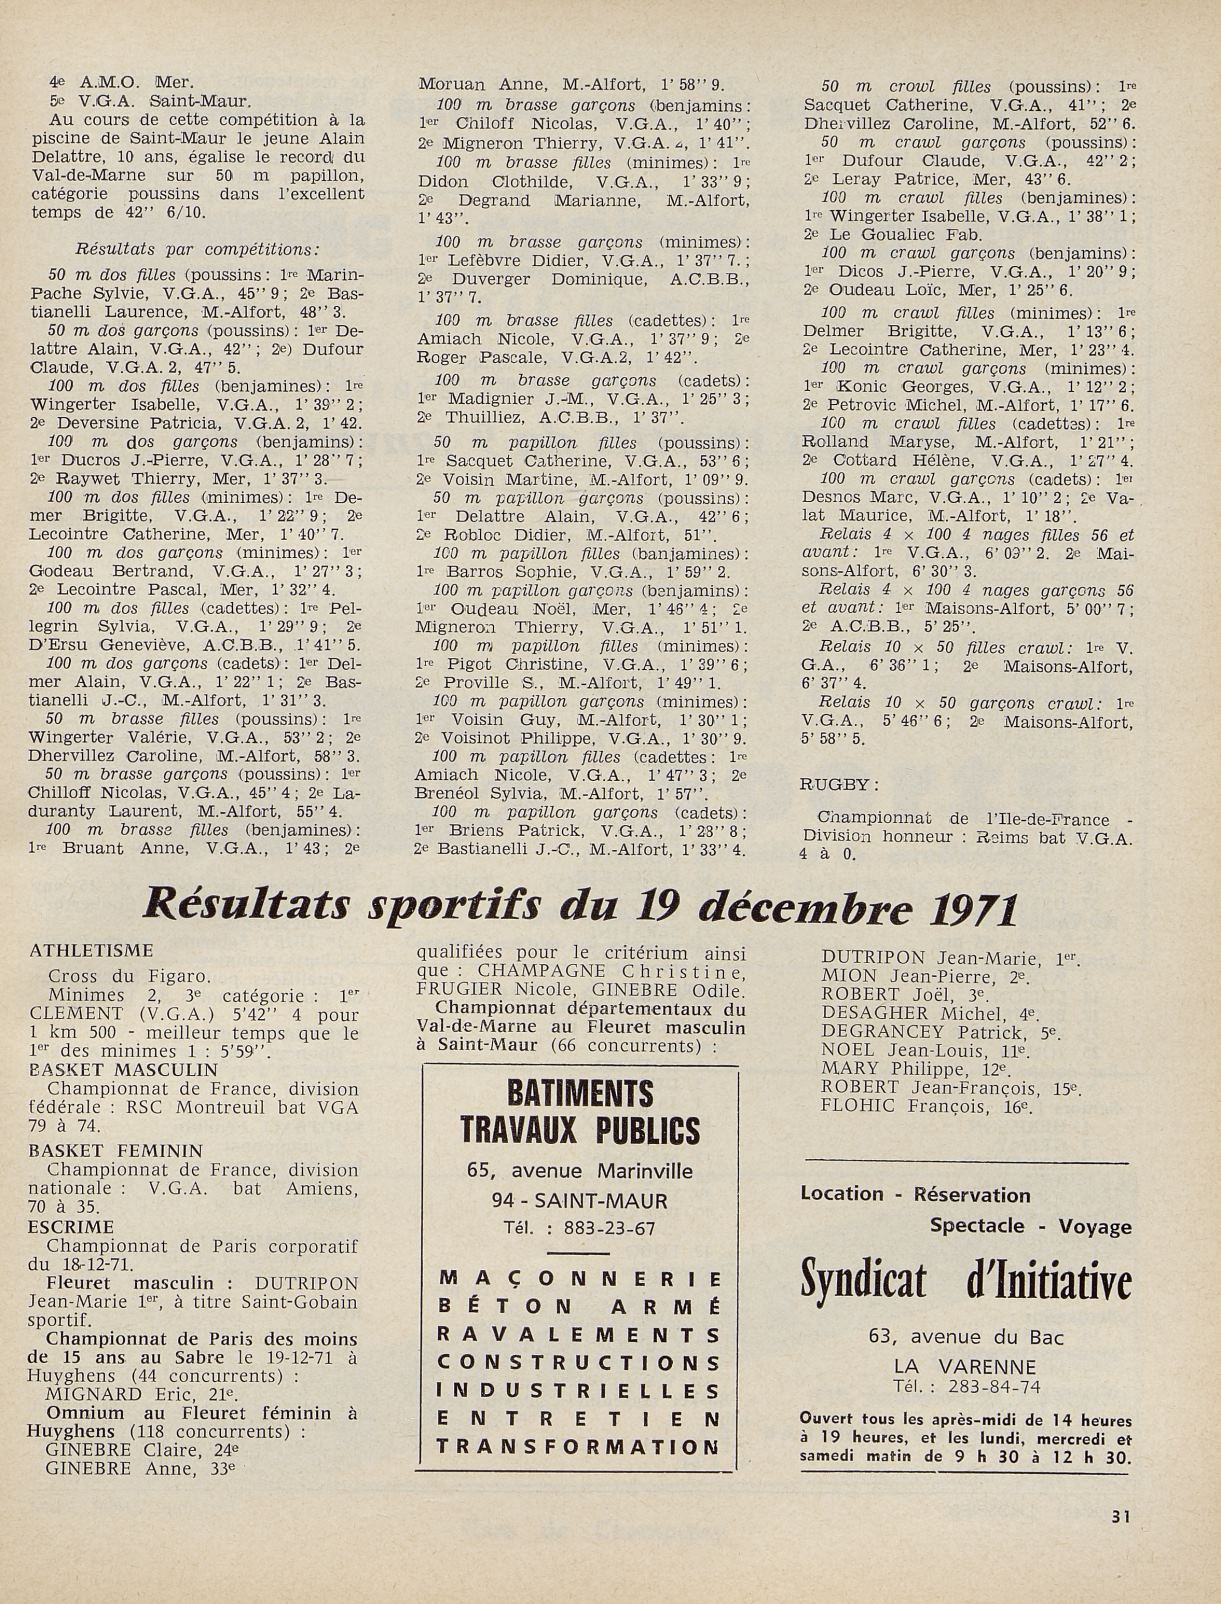 4e A.M.O. Mer.
5e V.G.A. Saint-Maur.
Au cours de cette compétition à la
piscine de Saint-Maur le jeune Alain
Delattre, 10 ans, égalise le record du
Val-de-Marne sur 50 m papillon,
catégorie poussins dans l'excellent
temps de 42'' 6/10.
Résultats par compétitions :
50 m dos filles (poussins : 1re Marin-
Pache Sylvie, V.G.A., 45'' 9 ; 2e Bas-
tianelli Laurence, M.-Alfort, 48'' 3.
50 m dos garçons (poussins) : 1er De-
lattre Alain, V.G.A., 42'' ; 2e) Dufour
Claude, V.G.A. 2, 47'' 5.
100 m dos filles (benjamines) : 1re
Wingerter Isabelle, V.G.A., 1' 39'' 2 ;
2e Deversine Patricia, V.G.A. 2, 1' 42.
100 m dos garçons (benjamins) :
1er Ducros J.-Pierre, V.G.A., 1' 28'' 7 ;
2e Raywet Thierry, Mer, 1' 37'' 3.
100 m dos filles (minimes) : 1re De-
mer Brigitte, V.G.A., 1' 22'' 9 ; 2e
Lecointre Catherine, Mer, 1' 40'' 7.
100 m dos garçons (minimes) : 1er
Godeau Bertrand, V.G.A., 1' 27'' 3 ;
2e Lecointre Pascal, Mer, 1' 32'' 4.
100 m dos filles (cadettes) : 1re Pel-
legrin Sylvia, V.G.A., 1' 29'' 9 ; 2e
D'Ersu Geneviève, A.C.B.B., 1' 41'' 5.
100 m dos garçons (cadets) : 1er Del-
mer Alain, V.G.A., 1' 22'' 1 ; 2e Bas-
tianelli J.-C., M.-Alfort, 1' 31'' 3.
50 m brasse filles (poussins) : 1re
Wingerter Valérie, V.G.A., 53'' 2 ; 2e
Dhervillez Caroline, M.-Alfort, 58'' 3.
50 m brasse garçons (poussins) : 1er
Chilloff Nicolas, V.G.A., 45'' 4 ; 2e La-
duranty Laurent, M.-Alfort, 55'' 4.
100 m brasse filles (benjamines) :
1re Bruant Anne, V.G.A., 1' 43 ; 2e
Moruan Anne, M.-Alfort, 1' 58'' 9.
100 m brasse garçons (benjamins :
1er Chiloff Nicolas, V.G.A., 1' 40'' ;
2e Migneron Thierry, V.G.A. 2, 1' 41''.
100 m brasse filles (minimes) : 1re
Didon Clothilde, V.G.A., 1' 33'' 9 ;
2e Degrand Marianne, M.-Alfort,
1' 43''.
100 m brasse garçons (minimes) :
1er Lefèbvre Didier, V.G.A., 1' 37'' 7. ;
2e Duverger Dominique, A.C.B.B.,
1' 37'' 7.
100 m brasse filles (cadettes) : 1re
Amiach Nicole, V.G.A., 1' 37'' 9 ; 2e
Roger Pascale, V.G.A.2, 1' 42''.
100 m brasse garçons (cadets) :
1er Madignier J.-M., V.G.A., 1' 25'' 3 ;
2e Thuilliez, A.C.B.B., 1' 37''.
50 m papillon filles (poussins) :
1re Sacquet Catherine, V.G.A., 53'' 6 ;
2e Voisin Martine, M.-Alfort, 1' 09'' 9.
50 m papillon garçons (poussins) :
1er Delattre Alain, V.G.A., 42'' 6 ;
2e Robloc Didier, M.-Alfort, 51''.
100 m papillon filles (banjamines) :
1re Barros Sophie, V.G.A., 1' 59'' 2.
100 m papillon garçons (benjamins) :
1er Oudeau Noël, Mer, 1' 46'' 4 ; 2e
Migneron Thierry, V.G.A., 1' 51'' 1.
100 m papillon filles (minimes) :
1re Pigot Christine, V.G.A., 1' 39'' 6 ;
2e Proville S., M.-Alfort, 1' 49'' 1.
100 m papillon garçons (minimes) :
1er Voisin Guy, M.-Alfort, 1' 30'' 1 ;
2e Voisinot Philippe, V.G.A., 1' 30'' 9.
100 m papillon filles (cadettes : 1re
Amiach Nicole, V.G.A., 1' 47'' 3 ; 2e
Brenéol Sylvia, M.-Alfort, 1' 57''.
100 m papillon garçons (cadets) :
1er Briens Patrick, V.G.A., 1' 23'' 8 ;
2e Bastianelli J.-C., M.-Alfort, 1' 33'' 4.
50 m crowl filles (poussins) : 1re
Sacquet Catherine, V.G.A., 41'' ; 2e
Dhervillez Caroline, M.-Alfort, 52'' 6.
50 m crawl garçons (poussins) :
1er Dufour Claude, V.G.A., 42'' 2 ;
2e Leray Patrice, Mer, 43'' 6.
100 m crawl filles (benjamines) :
1re Wingerter Isabelle, V.G.A., 1' 38'' 1 ;
2e Le Goualiec Fab.
100 m crawl garçons (benjamins) :
1er Dicos J.-Pierre, V.G.A., 1' 20'' 9 ;
2e Oudeau Loïc, Mer, 1' 25'' 6.
100 m crawl filles (minimes) : 1re
Delmer Brigitte, V.G.A., 1' 13'' 6 ;
2e Lecointre Catherine, Mer, 1' 23'' 4.
100 m crawl garçons (minimes) :
1er Konic Georges, V.G.A., 1' 12'' 2 ;
2e Petrovic Michel, M.-Alfort, 1' 17'' 6.
100 m crawl filles (cadettes) : 1re
Rolland Maryse, M.-Alfort, 1' 21'' ;
2e Cottard Hélène, V.G.A., 1' 27'' 4.
100 m crawl garçons (cadets) : 1er
Desnos Marc, V.G.A., 1' 10'' 2 ; 2e Va-
lat Maurice, M.-Alfort, 1' 18''.
Relais 4 × 100 4 nages filles 56 et
avant : 1re V.G.A., 6' 09'' 2. 2e Mai-
sons-Alfort, 6' 30'' 3.
Relais 4 × 100 4 nages garçons 56
et avant : 1er Maisons-Alfort, 5' 00'' 7 ;
2e A.C.B.B., 5' 25''.
Relais 10 × 50 filles crawl : 1re V.
G.A., 6' 36'' 1 ; 2e Maisons-Alfort,
6' 37'' 4.
Relais 10 × 50 garçons crawl : 1re
V.G.A., 5' 46'' 6 ; 2e Maisons-Alfort,
5' 58'' 5.
RUGBY :
Championnat de l'Ile-de-France -
Division honneur : Reims bat V.G.A.
4 à 0.
Résultats sportifs du 19 décembre 1971
ATHLETISME
Cross du Figaro.
Minimes 2, 3e catégorie : 1er
CLEMENT (V.G.A.) 5'42'' 4 pour
1 km 500 - meilleur temps que le
1er des minimes 1 : 5'59''.
BASKET MASCULIN
Championnat de France, division
fédérale : RSC Montreuil bat VGA
79 à 74.
BASKET FEMININ
Championnat de France, division
nationale : V.G.A. bat Amiens,
70 à 35.
ESCRIME
Championnat de Paris corporatif
du 18-12-71.
Fleuret masculin : DUTRIPON
Jean-Marie 1er, à titre Saint-Gobain
sportif.
Championnat de Paris des moins
de 15 ans au Sabre le 19-12-71 à
Huyghens (44 concurrents) :
MIGNARD Eric, 21e.
Omnium au Fleuret féminin à
Huyghens (118 concurrents) :
GINEBRE Claire, 24e
GINEBRE Anne, 33e
qualifiées pour le critérium ainsi
que : CHAMPAGNE Christine,
FRUGIER Nicole, GINEBRE Odile.
Championnat départementaux du
Val-de-Marne au Fleuret masculin
à Saint-Maur (66 concurrents) :
BATIMENTS
TRAVAUX PUBLICS
65, avenue Marinville
94 - SAINT-MAUR
Tél. : 883-23-67
MAÇONNERIE
BÉTON ARMÉ
RAVALEMENTS
CONSTRUCTIONS
INDUSTRIELLES
ENTRETIEN
TRANSFORMATION
DUTRIPON Jean-Marie, 1er.
MION Jean-Pierre, 2e.
ROBERT Joël, 3e.
DESAGHER Michel, 4e.
DEGRANCEY Patrick, 5e.
NOEL Jean-Louis, 11e.
MARY Philippe, 12e.
ROBERT Jean-François, 15e.
FLOHIC François, 16e.
Location - Réservation
Spectacle - Voyage
Syndicat d'Initiative
63, avenue du Bac
LA VARENNE
Tél. : 283-84-74
Ouvert tous les après-midi de 14 heures
à 19 heures, et les lundi, mercredi et
samedi matin de 9 h 30 à 12 h 30.
31